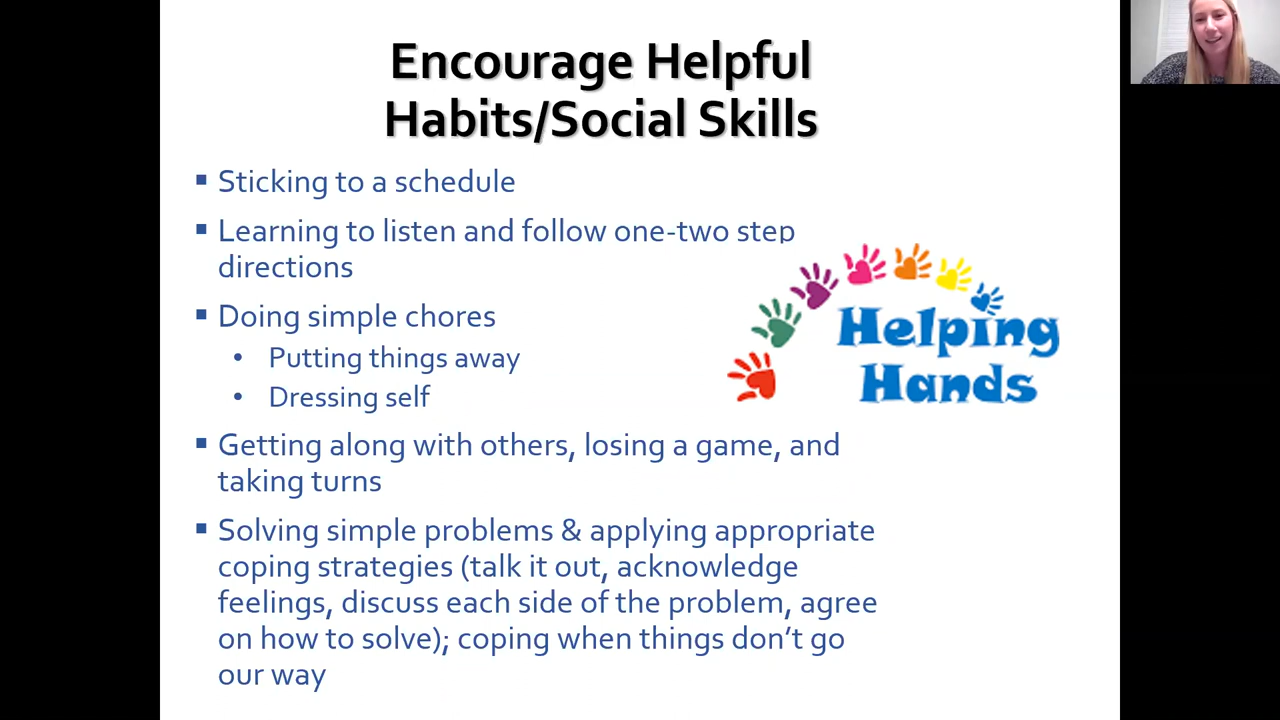 Encourage Helpful
Habits/Social Skills
▪ Sticking to a schedule
▪ Learning to listen and follow one-two step
directions
▪ Doing simple chores
• Putting things away
• Dressing self
Helping
Hands
▪ Getting along with others, losing a game, and
taking turns
▪ Solving simple problems & applying appropriate
coping strategies (talk it out, acknowledge
feelings, discuss each side of the problem, agree
on how to solve); coping when things don’t go
our way